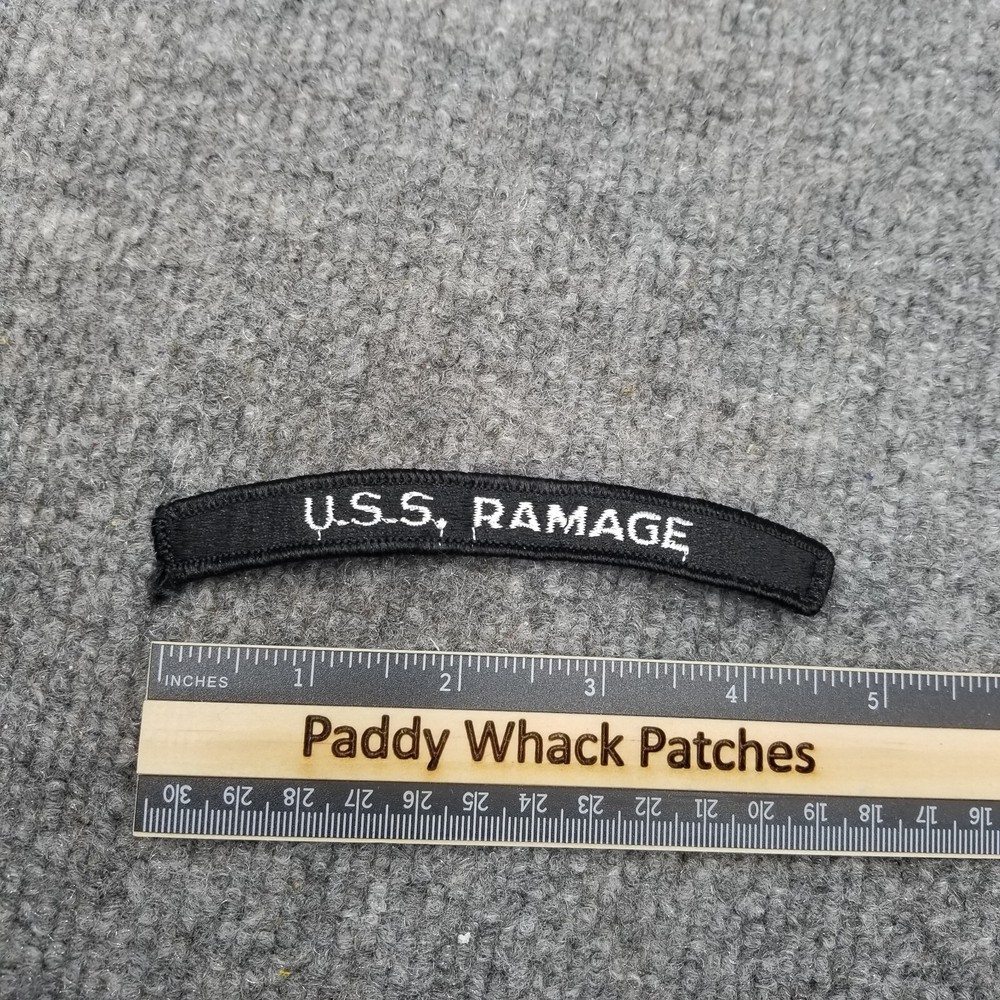 U.S.S. RAMAGE
INCHES 1 2 3 4 5
Paddy Whack Patches
30 29 28 27 26 25 24 23 22 21 20 19 18 17 16